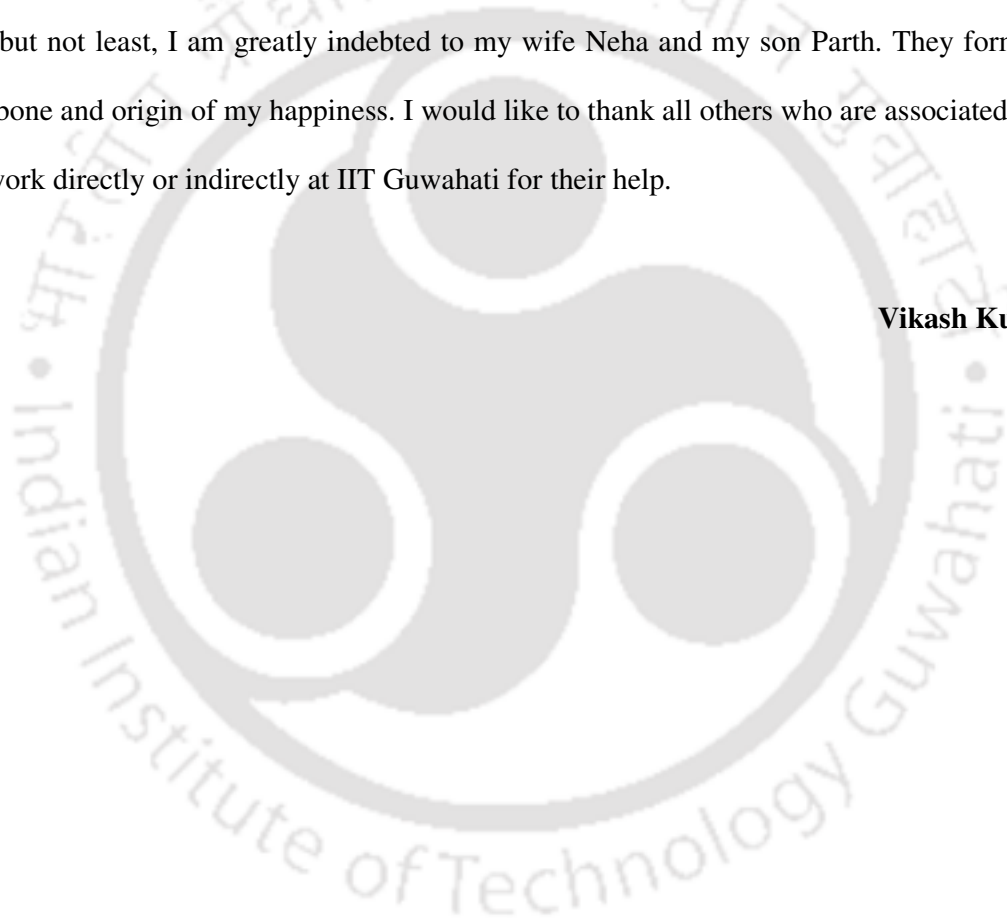 but not least, I am greatly indebted to my wife Neha and my son Parth. They form
bone and origin of my happiness. I would like to thank all others who are associated
work directly or indirectly at IIT Guwahati for their help.
Vikash Ku
Indian Institute of Technology Guwahati